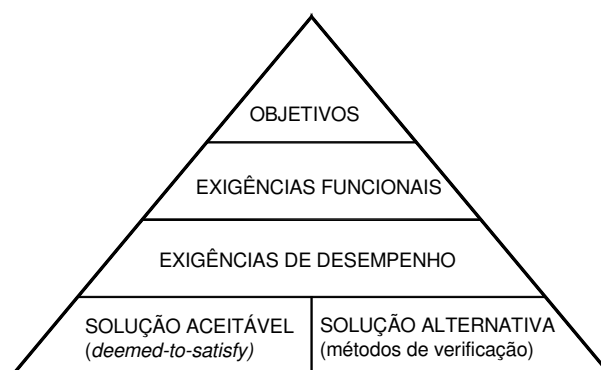 OBJETIVOS
EXIGÊNCIAS FUNCIONAIS
EXIGÊNCIAS DE DESEMPENHO
SOLUÇÃO ACEITÁVEL
(deemed-to-satisfy)
SOLUÇÃO ALTERNATIVA
(métodos de verificação)